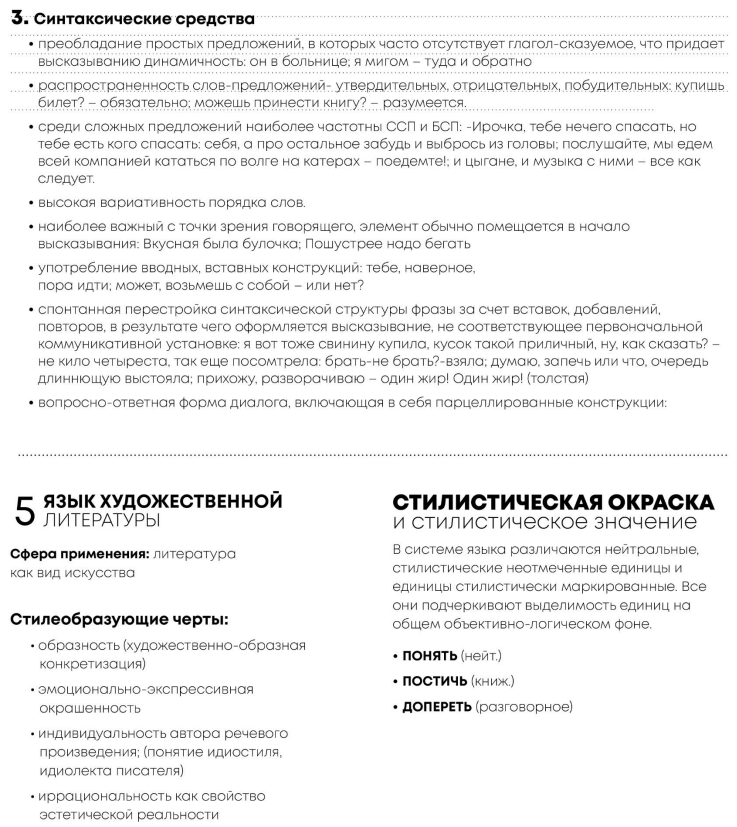 3. Синтаксические средства
• преобладание простых предложений, в которых часто отсутствует глагол-сказуемое, что придает
высказыванию динамичность: он в больнице; я мигом – туда и обратно
• распространенность слов-предложений- утвердительных, отрицательных, побудительных: купишь
билет? – обязательно; можешь принести книгу? – разумеется.
• среди сложных предложений наиболее частотны ССП и БСП: -Ирочка, тебе нечего спасать, но
тебе есть кого спасать: себя, а про остальное забудь и выбрось из головы; послушайте, мы едем
всей компанией кататься по волге на катерах – поедемте!; и цыгане, и музыка с ними – все как
следует.
• высокая вариативность порядка слов.
• наиболее важный с точки зрения говорящего, элемент обычно помещается в начало
высказывания: Вкусная была булочка; Пошустрее надо бегать
• употребление вводных, вставных конструкций: тебе, наверное,
пора идти; может, возьмешь с собой – или нет?
• спонтанная перестройка синтаксической структуры фразы за счет вставок, добавлений,
повторов, в результате чего оформляется высказывание, не соответствующее первоначальной
коммуникативной установке: я вот тоже свинину купила, кусок такой приличный, ну, как сказать? –
не кило четыреста, так еще посомтрела: брать-не брать?-взяла; думаю, запечь или что, очередь
длиннющую выстояла; прихожу, разворачиваю – один жир! Один жир! (толстая)
• вопросно-ответная форма диалога, включающая в себя парцеллированные конструкции:
5 ЯЗЫК ХУДОЖЕСТВЕННОЙ
ЛИТЕРАТУРЫ
Сфера применения: литература
как вид искусства
Стилеобразующие черты:
• образность (художественно-образная
конкретизация)
• эмоционально-экспрессивная
окрашенность
• индивидуальность автора речевого
произведения; (понятие идиостиля,
идиолекта писателя)
• иррациональность как свойство
эстетической реальности
СТИЛИСТИЧЕСКАЯ ОКРАСКА
и стилистическое значение
В системе языка различаются нейтральные,
стилистические неотмеченные единицы и
единицы стилистически маркированные. Все
они подчеркивают выделимость единиц на
общем объективно-логическом фоне.
• ПОНЯТЬ (нейт.)
• ПОСТИЧЬ (книж.)
• ДОПЕРЕТЬ (разговорное)